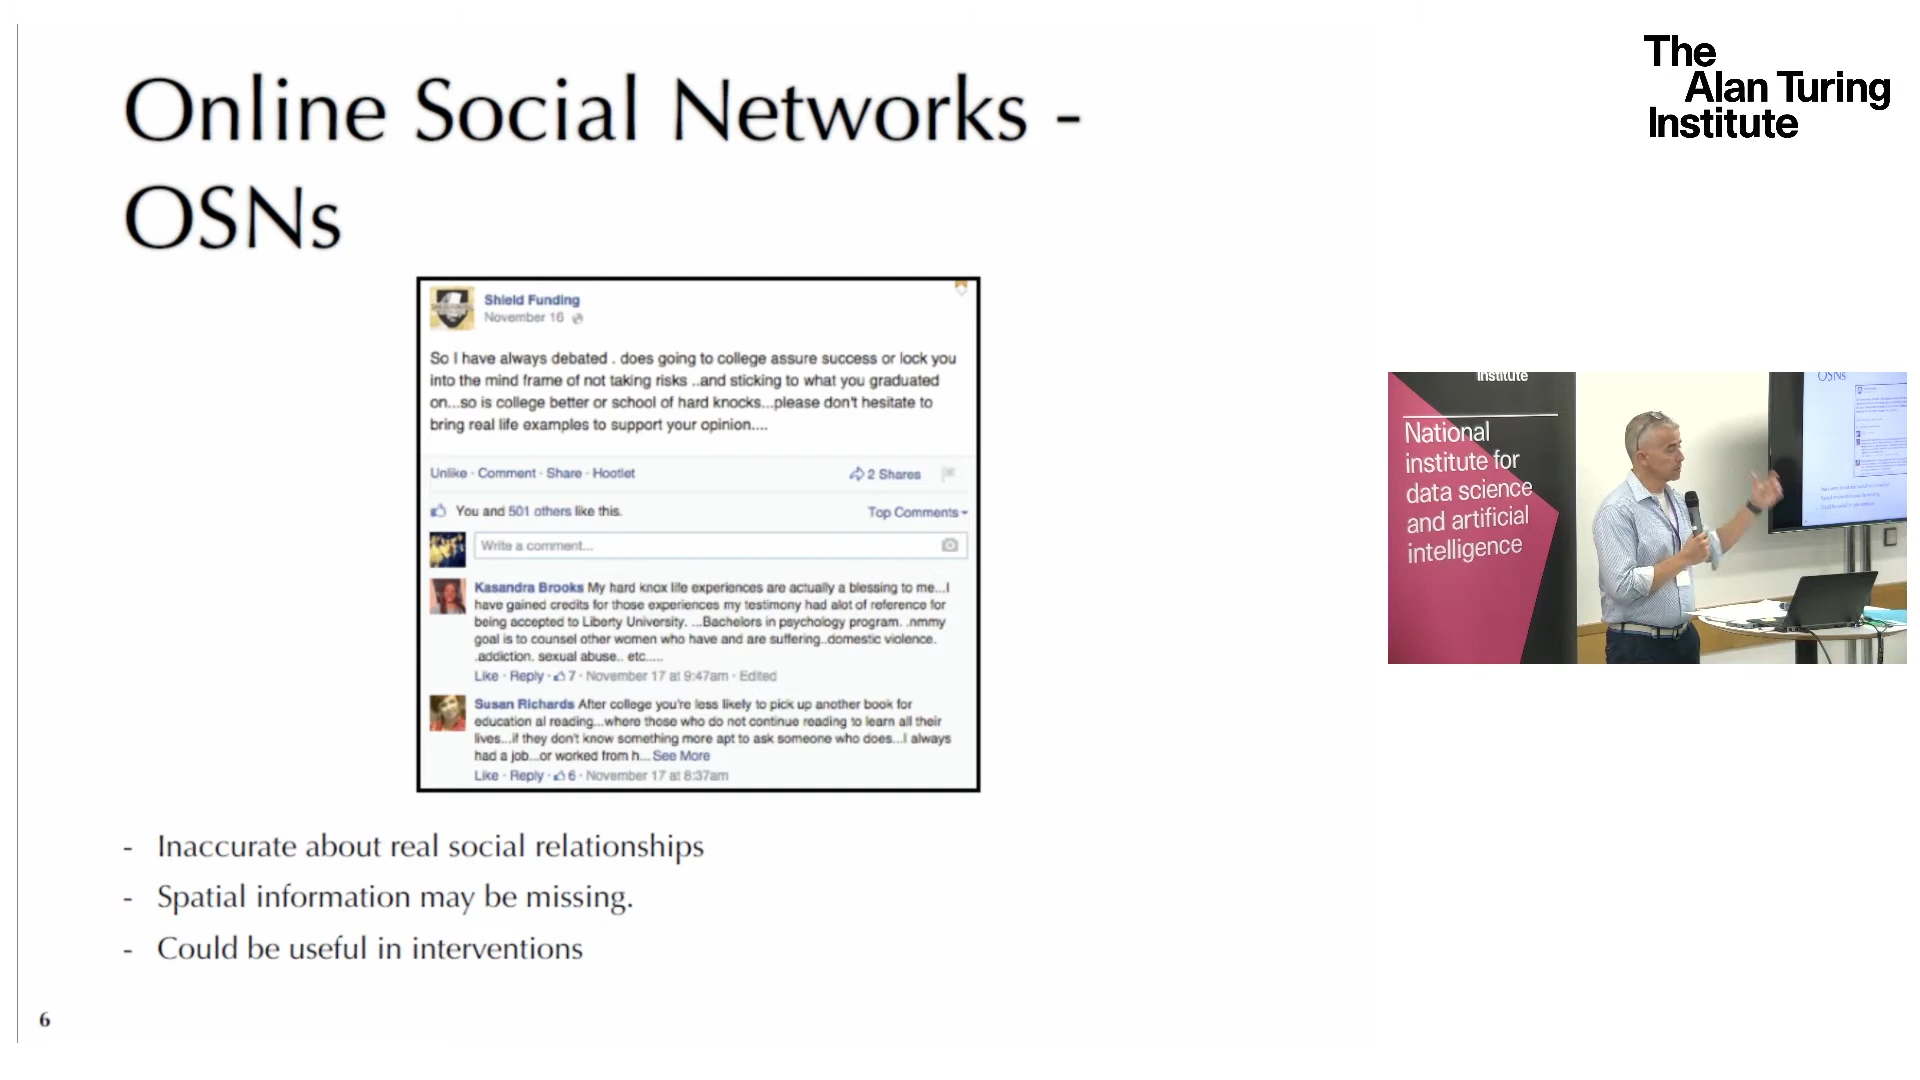 Online Social Networks -
OSNs
The
Alan Turing
Institute
Shield Funding
November 16
So I have always debated . does going to college assure success or lock you
into the mind frame of not taking risks ..and sticking to what you graduated
on...so is college better or school of hard knocks...please don't hesitate to
bring real life examples to support your opinion....
Unlike · Comment · Share · Hootlet
2 Shares
You and 501 others like this.
Top Comments
Write a comment...
Kasandra Brooks My hard knox life experiences are actually a blessing to me...I
have gained credits for those experiences my testimony had alot of reference for
being accepted to Liberty University. ...Bachelors in psychology program. .nmmy
goal is to counsel other women who have and are suffering..domestic violence.
.addiction. sexual abuse.. etc.....
Like · Reply · 7 · November 17 at 9:47am · Edited
Susan Richards After college you're less likely to pick up another book for
education al reading...where those who do not continue reading to learn all their
lives...if they don't know something more apt to ask someone who does...I always
had a job...or worked from h... See More
Like · Reply · 6 · November 17 at 8:37am
- Inaccurate about real social relationships
- Spatial information may be missing.
- Could be useful in interventions
6
Institute
National
institute for
data science
and artificial
intelligence
OSNs